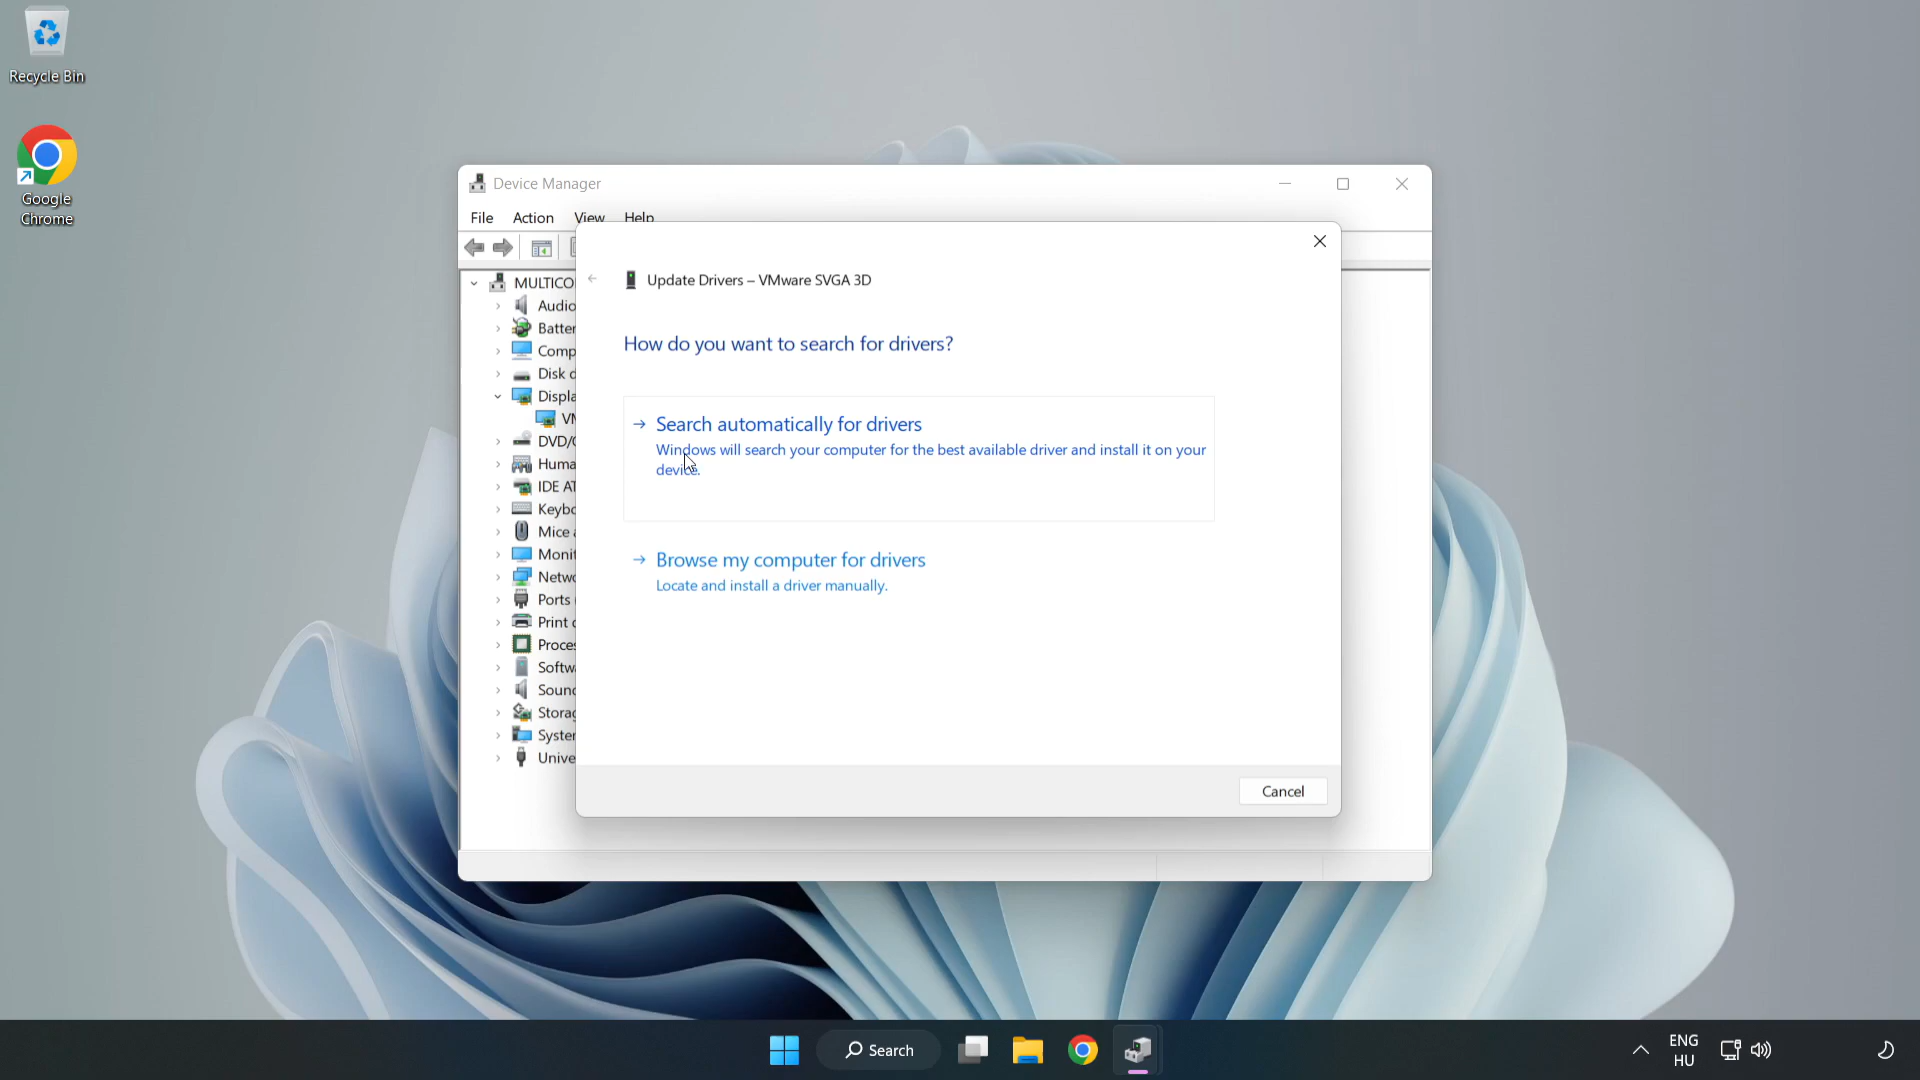 Recycle Bin
Google
Chrome
Device Manager
File Action View Help
Update Drivers – VMware SVGA 3D
How do you want to search for drivers?
Search automatically for drivers
Windows will search your computer for the best available driver and install it on your
device.
Browse my computer for drivers
Locate and install a driver manually.
Cancel
MULTICO
Audio
Batter
Comp
Disk d
Displa
VM
DVD/C
Huma
IDE AT
Keybo
Mice a
Monit
Netwo
Ports
Print q
Proces
Softwa
Sound
Storag
System
Unive
Search
ENG
HU